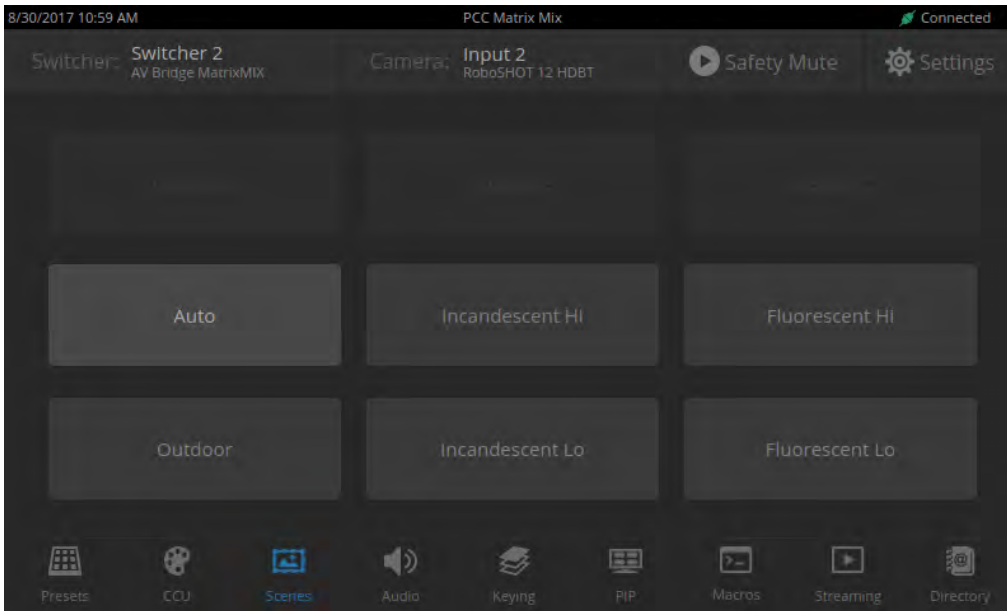 8/30/2017 10:59 AM PCC Matrix Mix Connected
Switcher: Switcher 2 Camera: Input 2 Safety Mute Settings
AV Bridge MatrixMIX RoboSHOT 12 HDBT
Auto Incandescent Hi Fluorescent Hi
Outdoor Incandescent Lo Fluorescent Lo
Presets CCU Scenes Audio Keying PIP Macros Streaming Directory